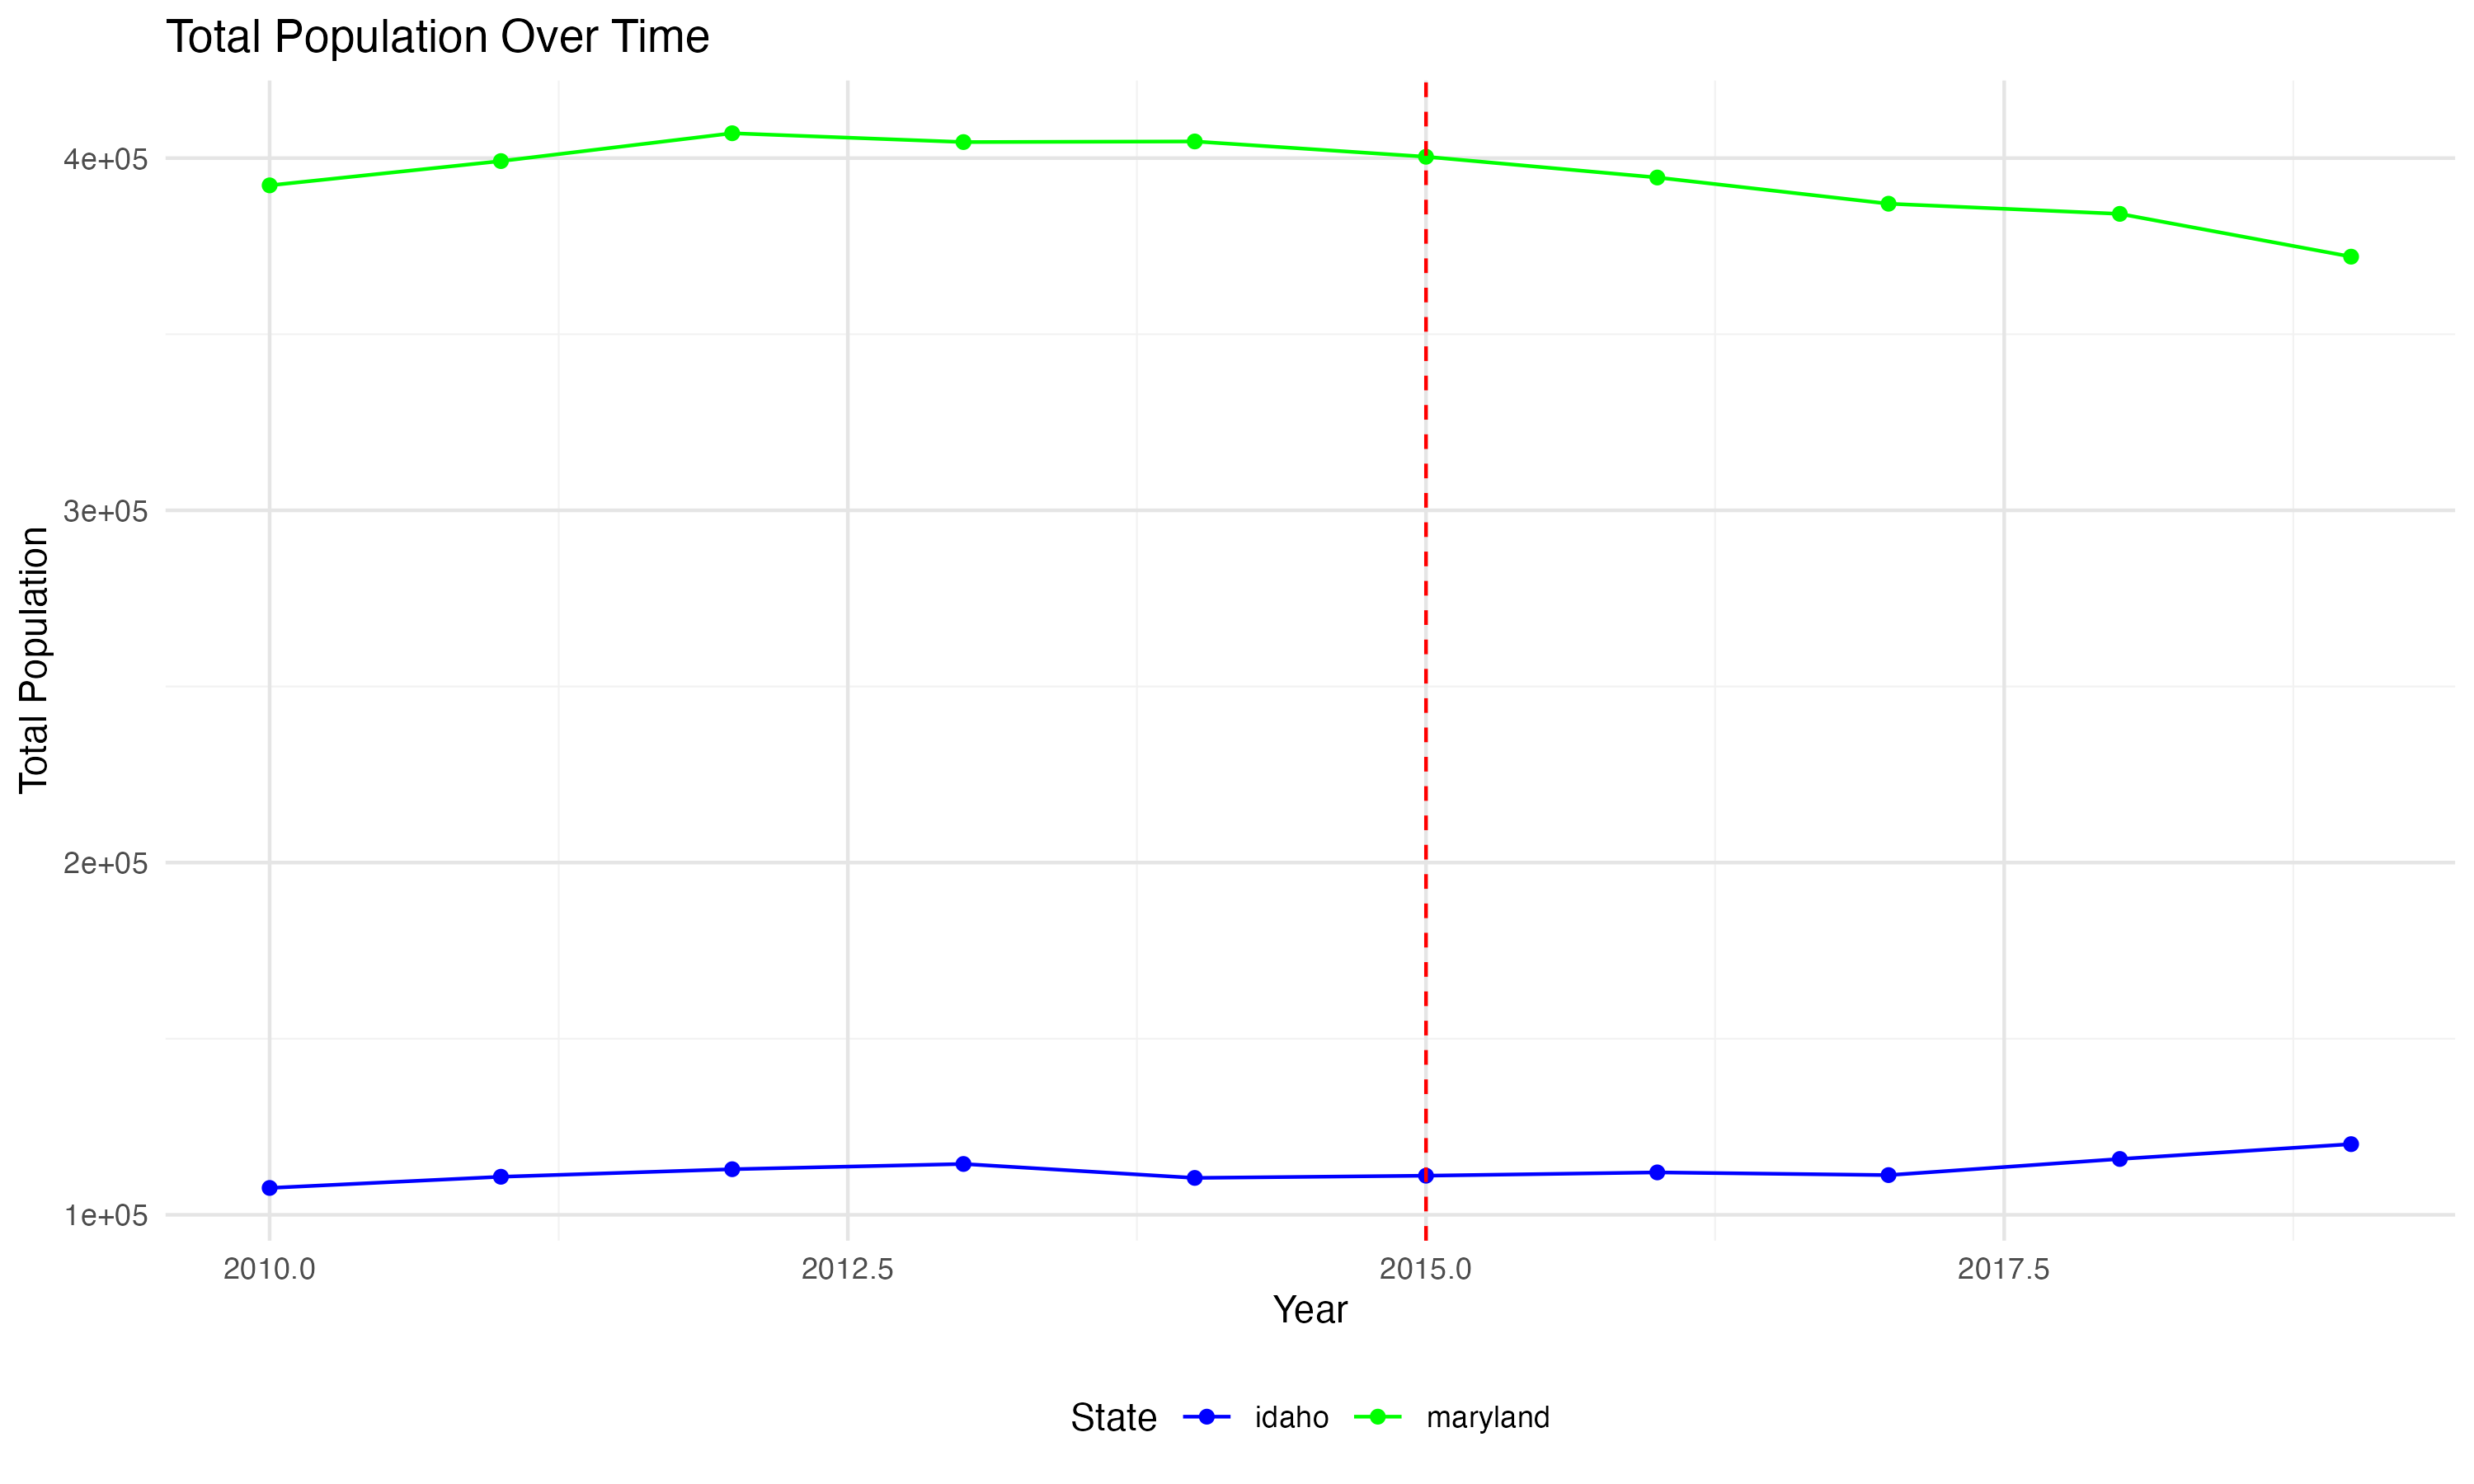 Total Population Over Time
Total Population
4e+05
3e+05
2e+05
1e+05
2010.0 2012.5 2015.0 2017.5
Year
State idaho maryland